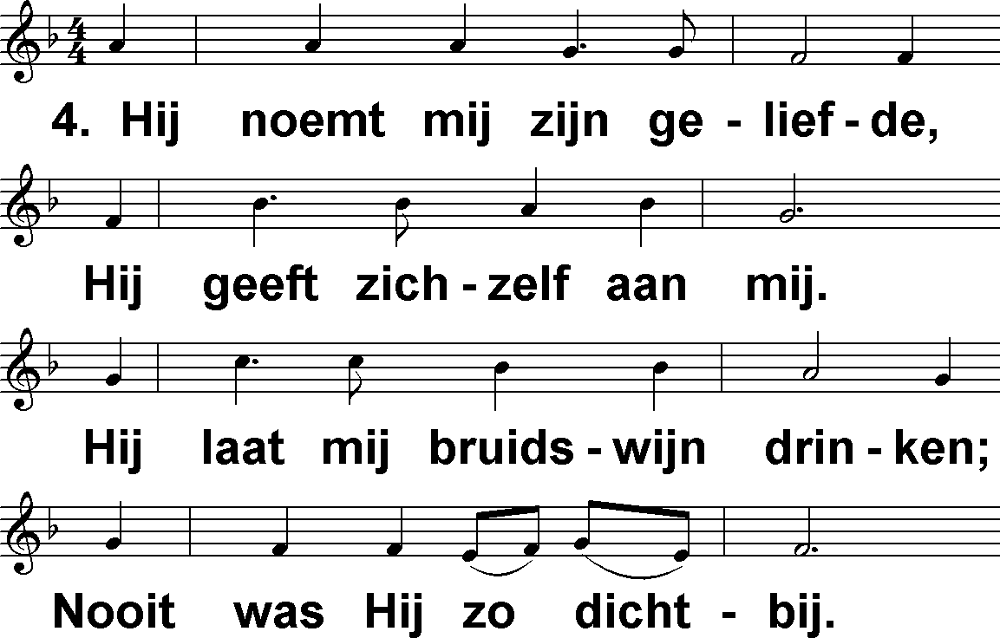 4. Hij noemt mij zijn ge - lief - de,
Hij geeft zich - zelf aan mij.
Hij laat mij bruids - wijn drin - ken;
Nooit was Hij zo dicht - bij.